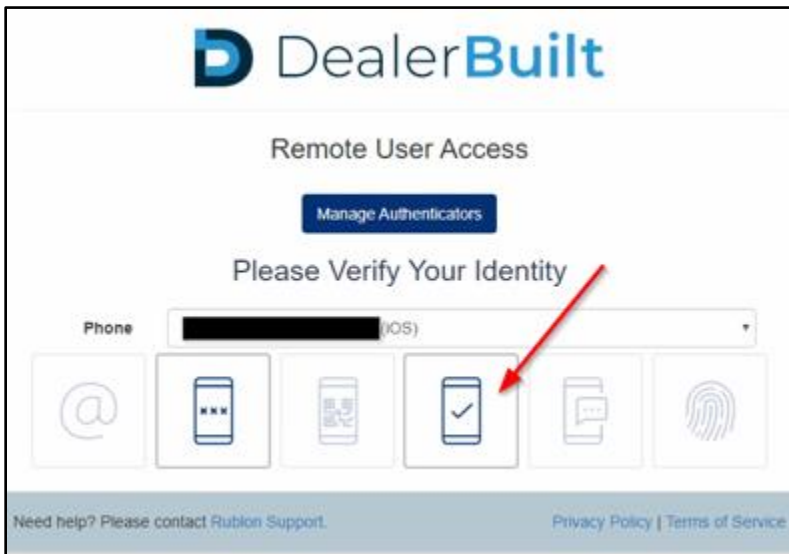 DealerBuilt
Remote User Access
Manage Authenticators
Please Verify Your Identity
Phone (iOS)
@
xxx
Need help? Please contact Rublon Support. Privacy Policy | Terms of Service